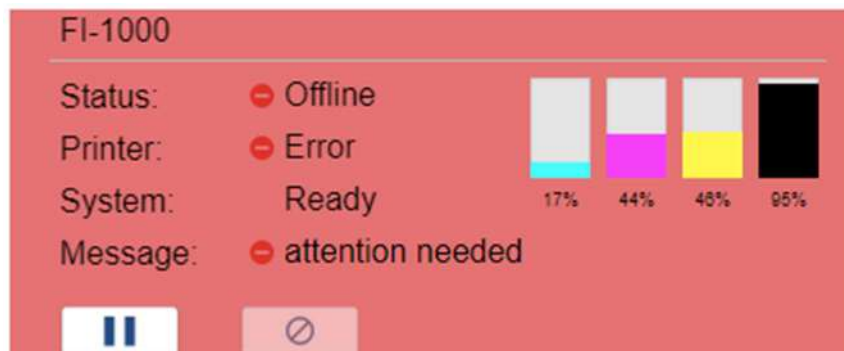 FI-1000
Status: Offline
Printer: Error
System: Ready
Message: attention needed
17% 44% 46% 95%